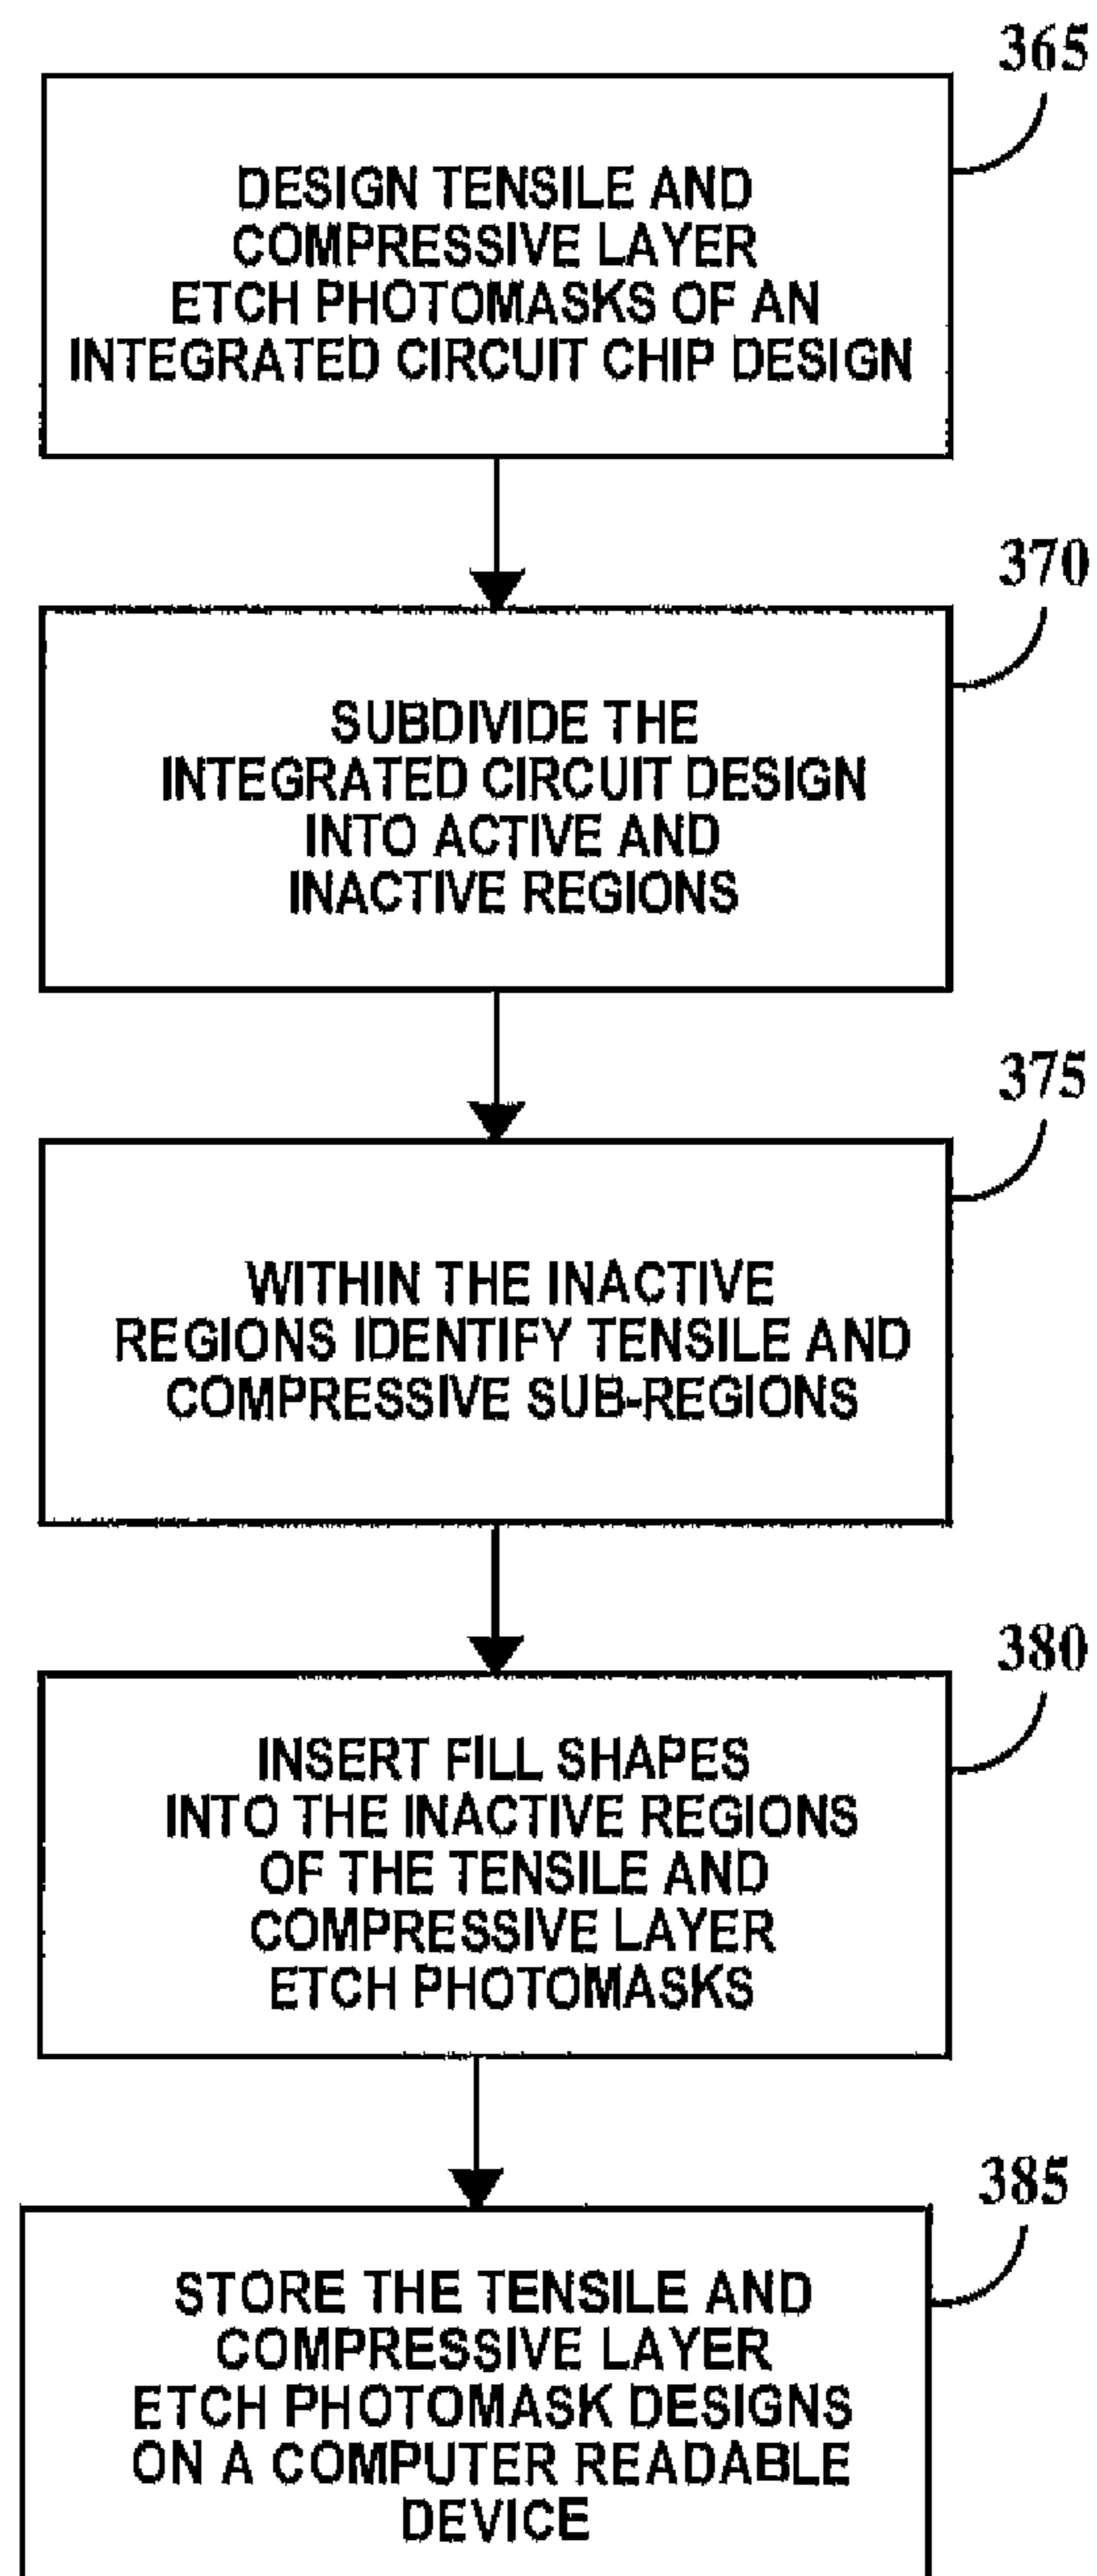 365
DESIGN TENSILE AND
COMPRESSIVE LAYER
ETCH PHOTOMASKS OF AN
INTEGRATED CIRCUIT CHIP DESIGN
370
SUBDIVIDE THE
INTEGRATED CIRCUIT DESIGN
INTO ACTIVE AND
INACTIVE REGIONS
375
WITHIN THE INACTIVE
REGIONS IDENTIFY TENSILE AND
COMPRESSIVE SUB-REGIONS
380
INSERT FILL SHAPES
INTO THE INACTIVE REGIONS
OF THE TENSILE AND
COMPRESSIVE LAYER
ETCH PHOTOMASKS
385
STORE THE TENSILE AND
COMPRESSIVE LAYER
ETCH PHOTOMASK DESIGNS
ON A COMPUTER READABLE
DEVICE